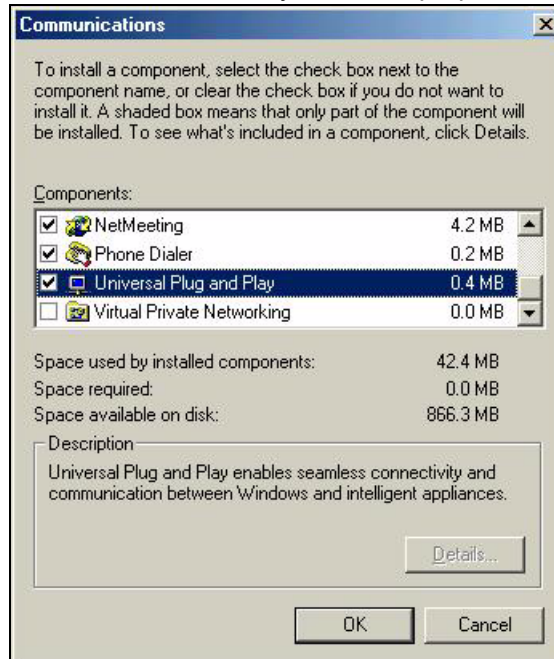 Communications
To install a component, select the check box next to the
component name, or clear the check box if you do not want to
install it. A shaded box means that only part of the component will
be installed. To see what's included in a component, click Details.
Components:
NetMeeting 4.2 MB
Phone Dialer 0.2 MB
Universal Plug and Play 0.4 MB
Virtual Private Networking 0.0 MB
Space used by installed components: 42.4 MB
Space required: 0.0 MB
Space available on disk: 866.3 MB
Description
Universal Plug and Play enables seamless connectivity and
communication between Windows and intelligent appliances.
Details...
OK Cancel